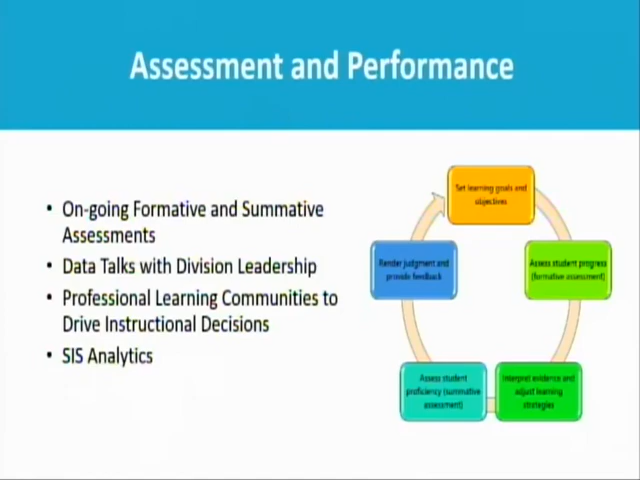 Assessment and Performance
• On-going Formative and Summative
Assessments
• Data Talks with Division Leadership
• Professional Learning Communities to
Drive Instructional Decisions
• SIS Analytics
Set learning goals and
objectives
Assess student progress
(formative assessment)
Interpret evidence and
adjust learning
strategies
Assess student
proficiency (summative
assessment)
Render judgment and
provide feedback